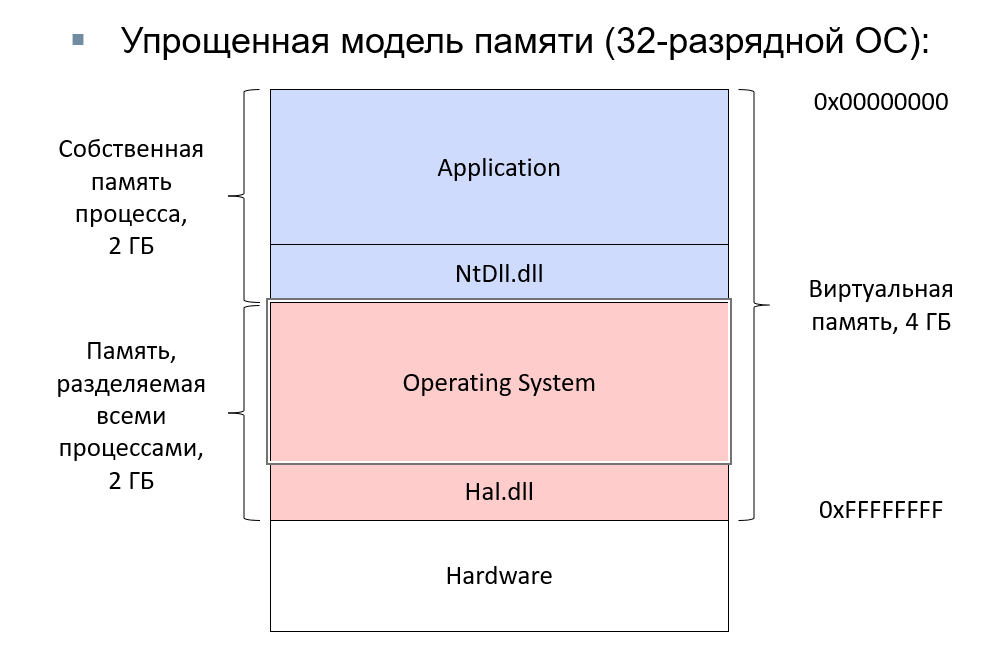 Упрощенная модель памяти (32-разрядной ОС):
0x00000000
Собственная
память
процесса,
2 ГБ
Application
NtDll.dll
Виртуальная
память, 4 ГБ
Память,
разделяемая
всеми
процессами,
2 ГБ
Operating System
Hal.dll
0xFFFFFFFF
Hardware